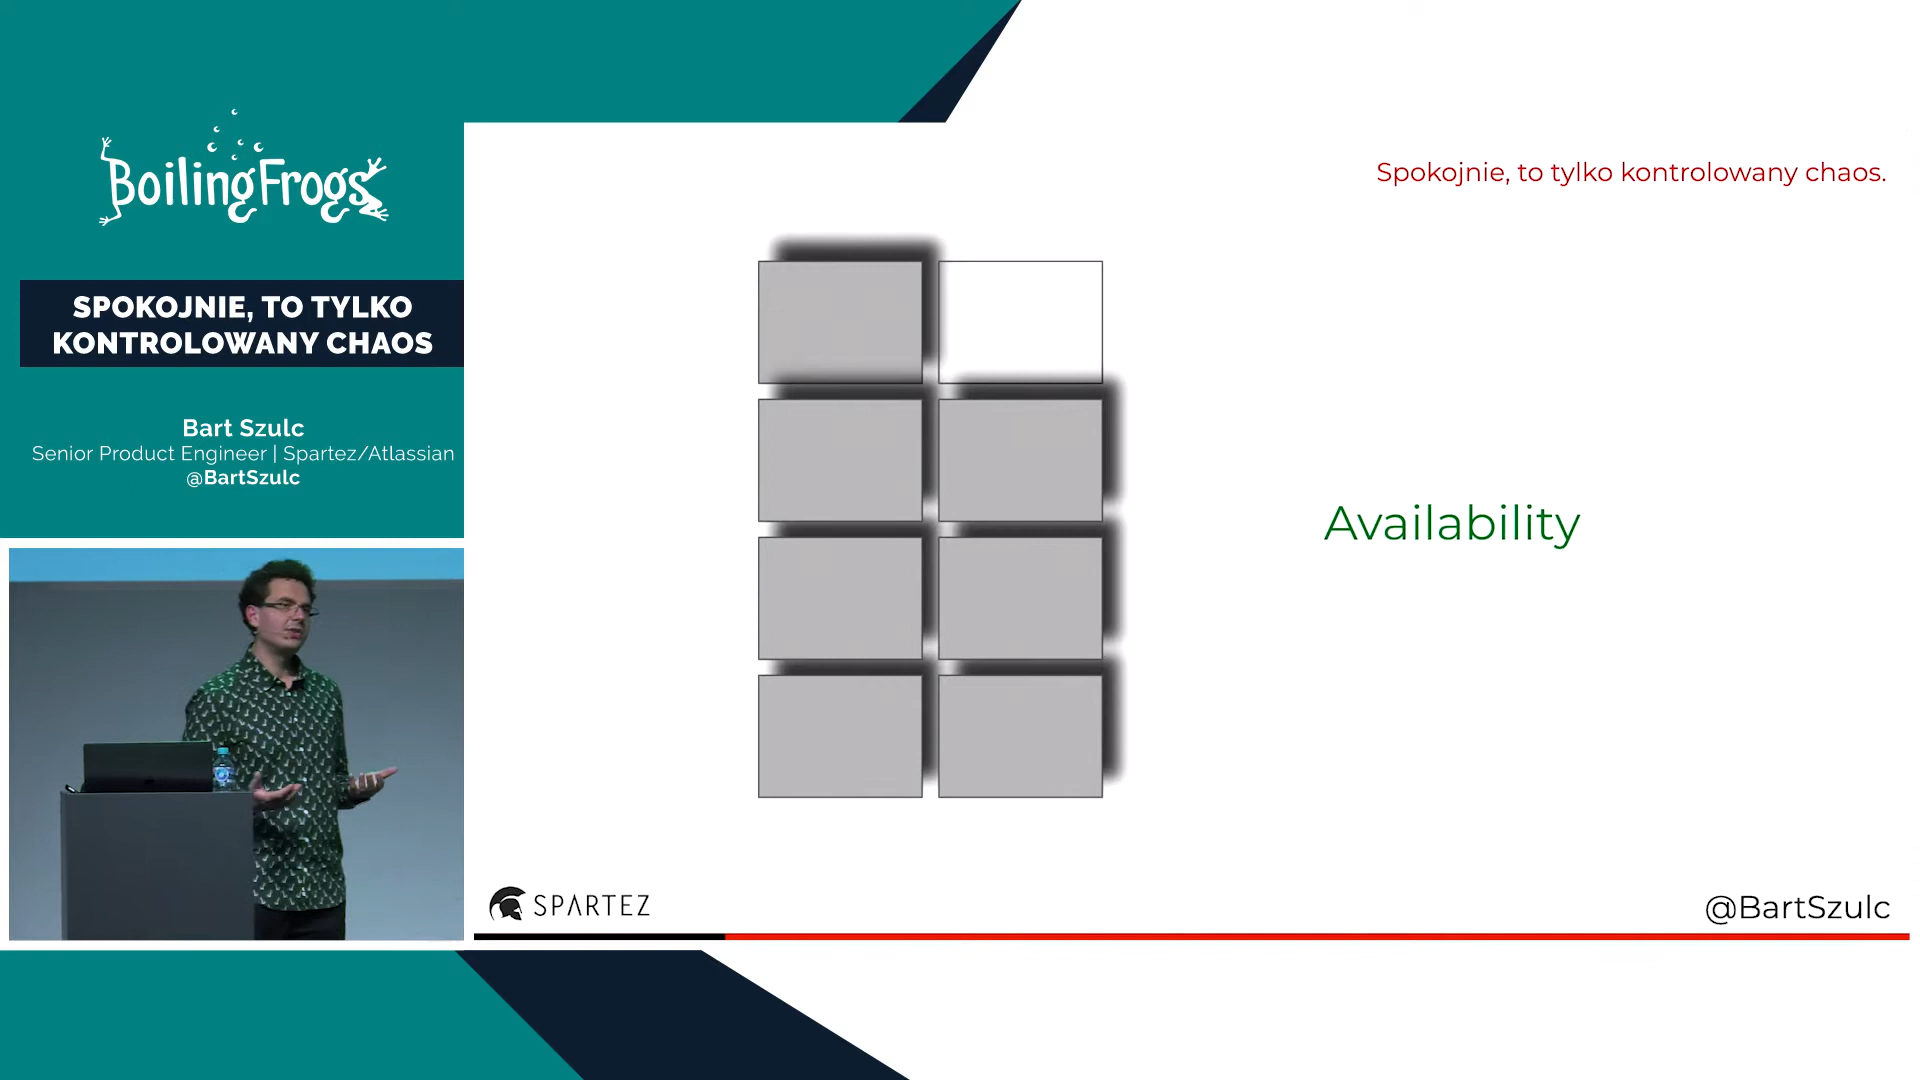 BoilingFrogs
SPOKOJNIE, TO TYLKO
KONTROLOWANY CHAOS
Bart Szulc
Senior Product Engineer | Spartez/Atlassian
@BartSzulc
Spokojnie, to tylko kontrolowany chaos.
Availability
SPARTEZ
@BartSzulc